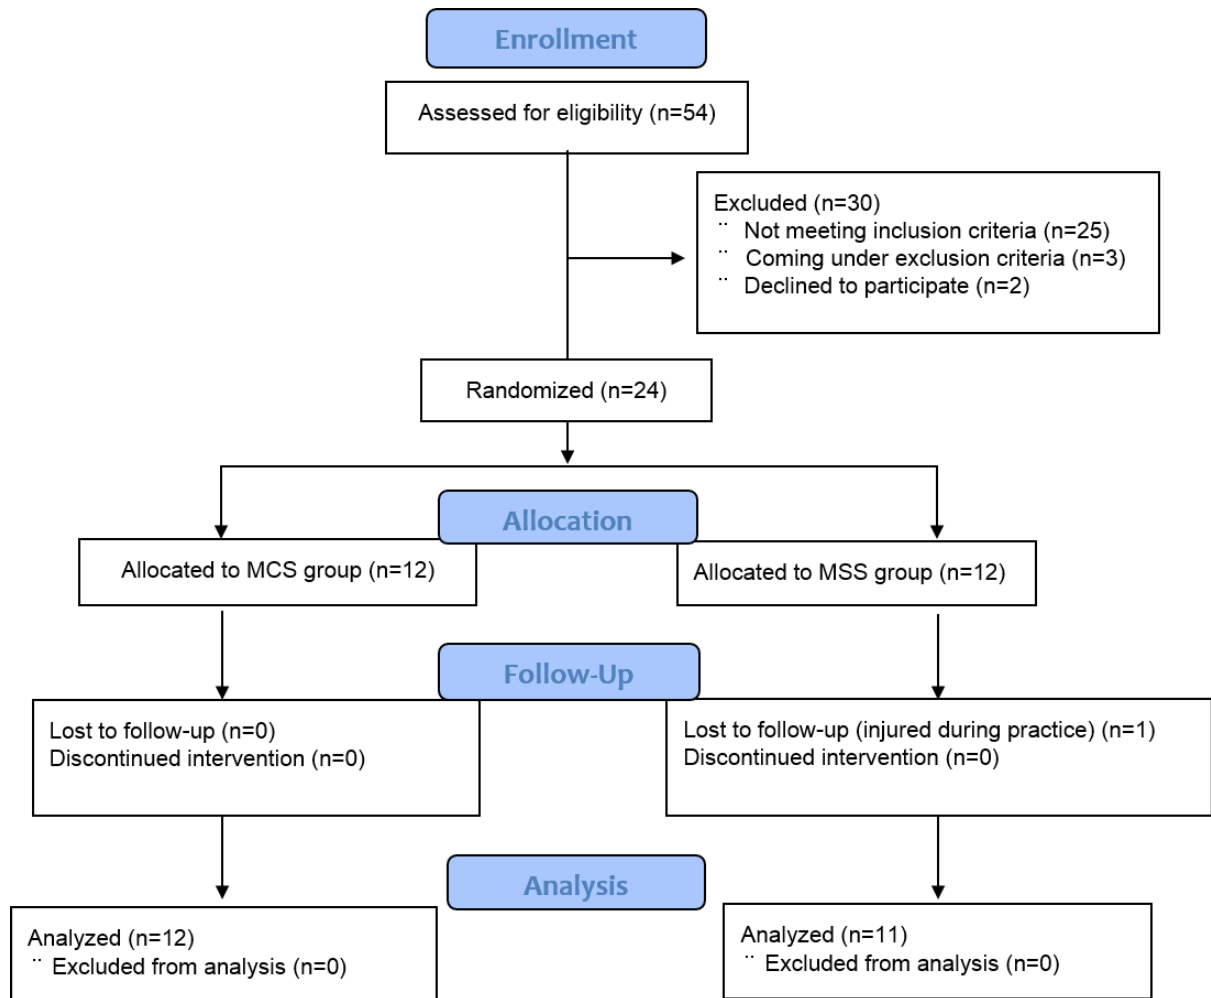 Enrollment
Assessed for eligibility (n=54)
Excluded (n=30)
¨ Not meeting inclusion criteria (n=25)
¨ Coming under exclusion criteria (n=3)
¨ Declined to participate (n=2)
Randomized (n=24)
Allocation
Allocated to MCS group (n=12)
Allocated to MSS group (n=12)
Follow-Up
Lost to follow-up (n=0)
Discontinued intervention (n=0)
Lost to follow-up (injured during practice) (n=1)
Discontinued intervention (n=0)
Analysis
Analyzed (n=12)
¨ Excluded from analysis (n=0)
Analyzed (n=11)
¨ Excluded from analysis (n=0)